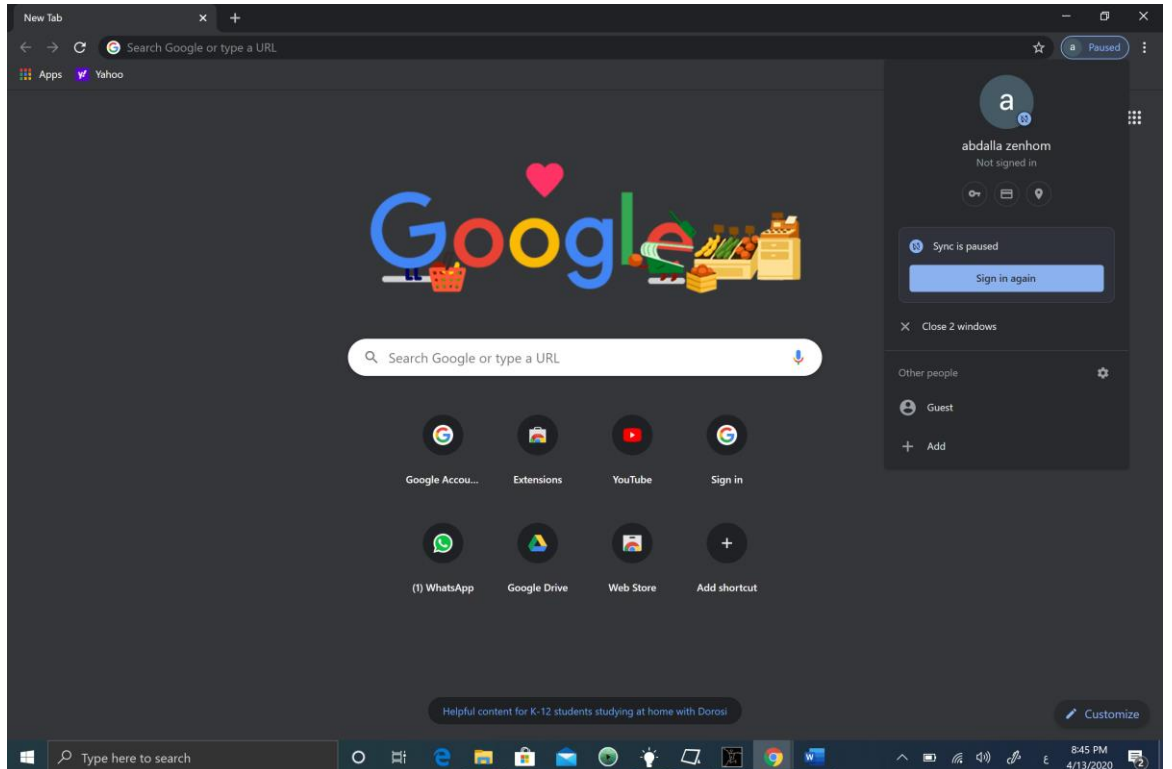 New Tab
Search Google or type a URL
a Paused
Apps Yahoo
a
abdalla zenhom
Not signed in
Google
Sync is paused
Sign in again
Close 2 windows
Search Google or type a URL
Other people
Guest
Add
Google Accou... Extensions YouTube Sign in
(1) WhatsApp Google Drive Web Store Add shortcut
Helpful content for K-12 students studying at home with Dorosi
Customize
Type here to search
ع
8:45 PM
4/13/2020
2